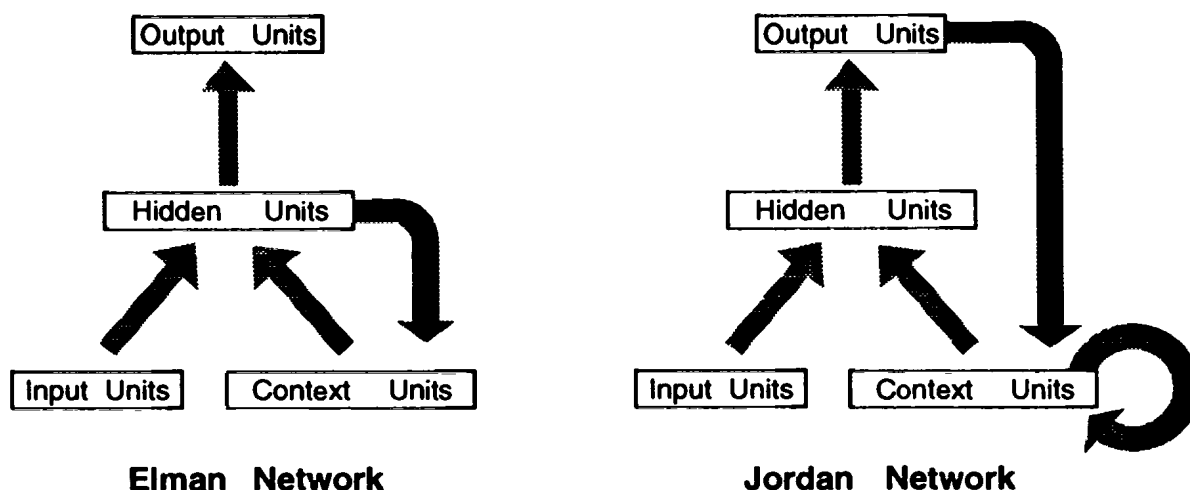 Output Units
Hidden Units
Input Units
Context Units
Elman Network
Output Units
Hidden Units
Input Units
Context Units
Jordan Network